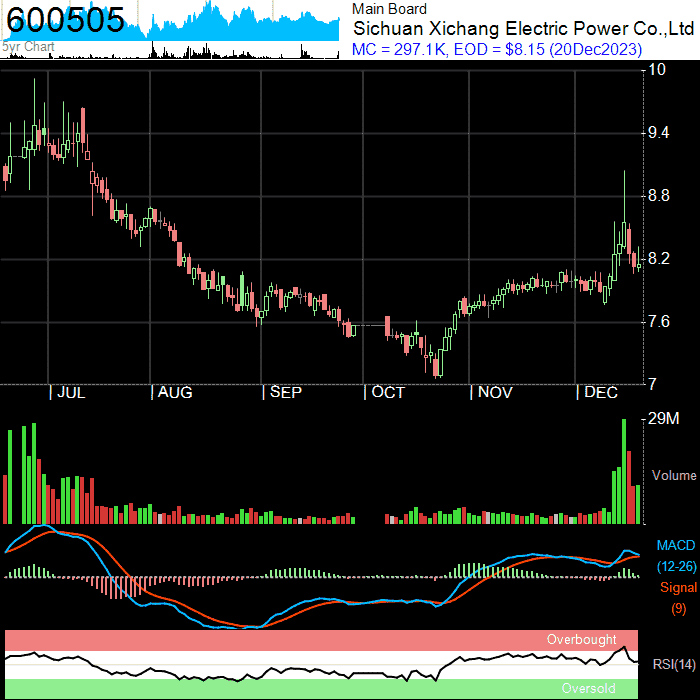 600505
5yr Chart
Main Board
Sichuan Xichang Electric Power Co.,Ltd
MC = 297.1K, EOD = $8.15 (20Dec2023)
10
9.4
8.8
8.2
7.6
7
JUL
AUG
SEP
OCT
NOV
DEC
29M
Volume
MACD
(12-26)
Signal
(9)
Overbought
RSI(14)
Oversold